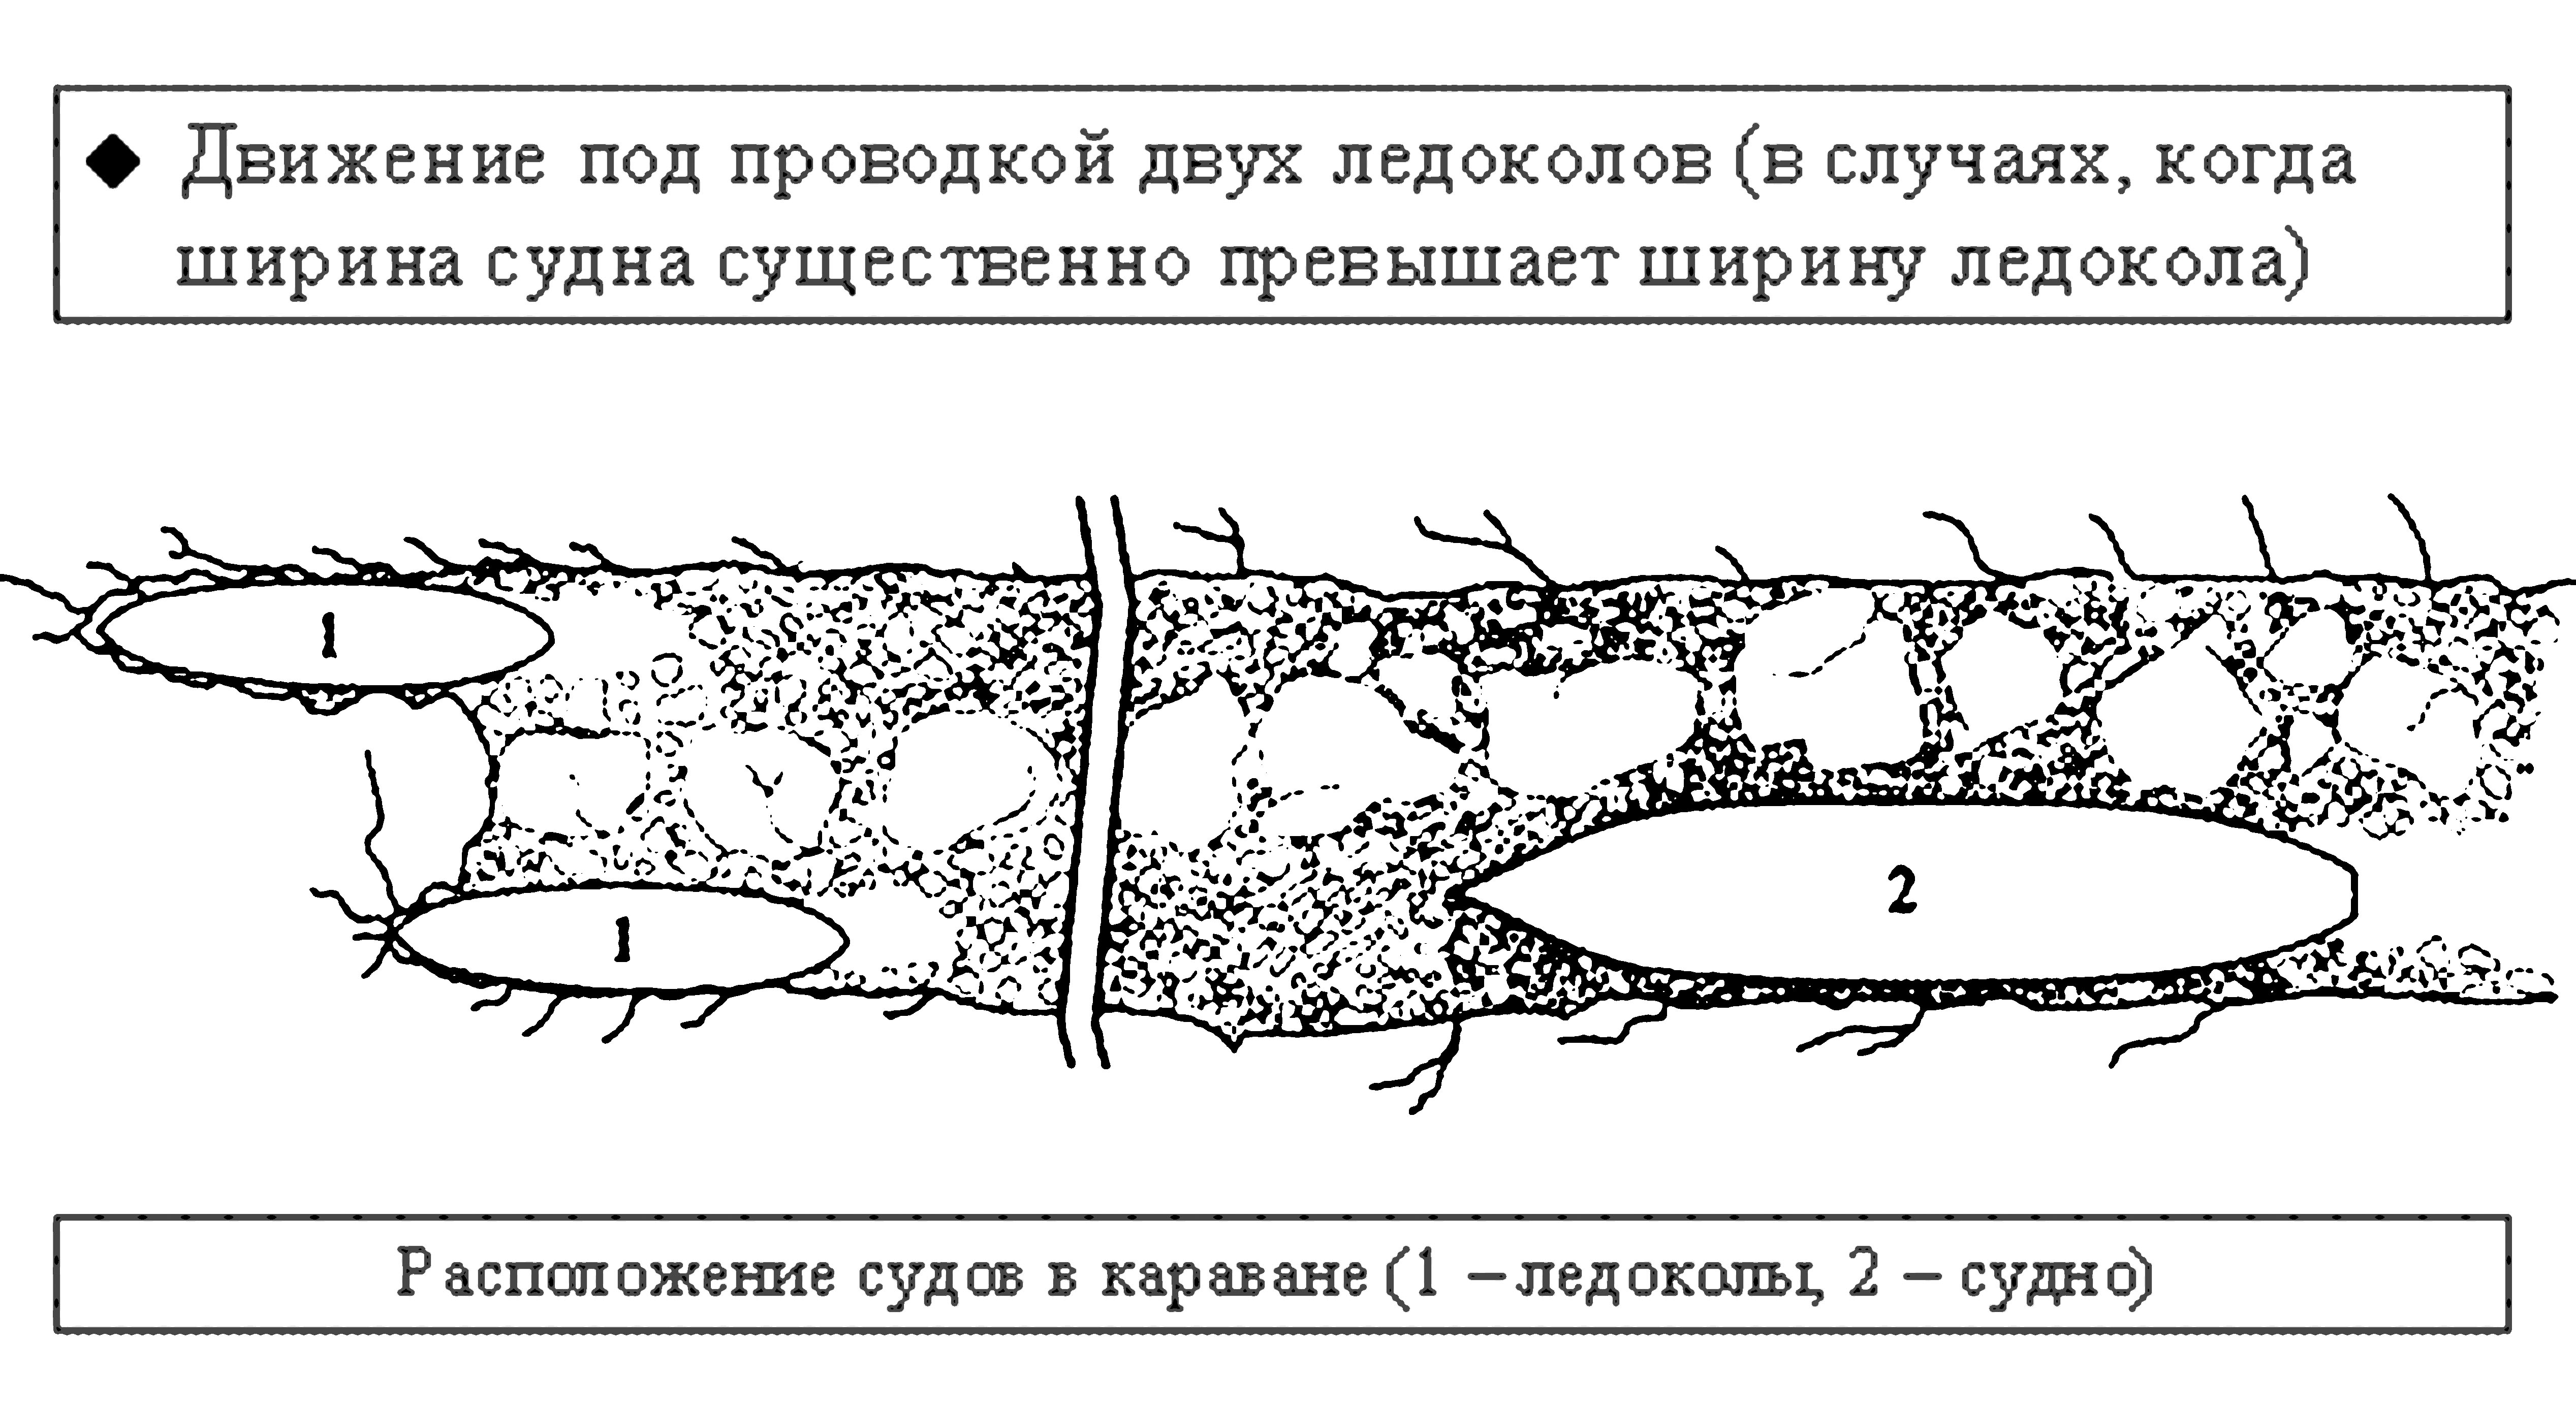 ◆ Движение под проводкой двух ледоколов (в случаях, когда
ширина судна существенно превышает ширину ледокола)
1
1
2
Расположение судов в караване (1 – ледоколы, 2 – судно)